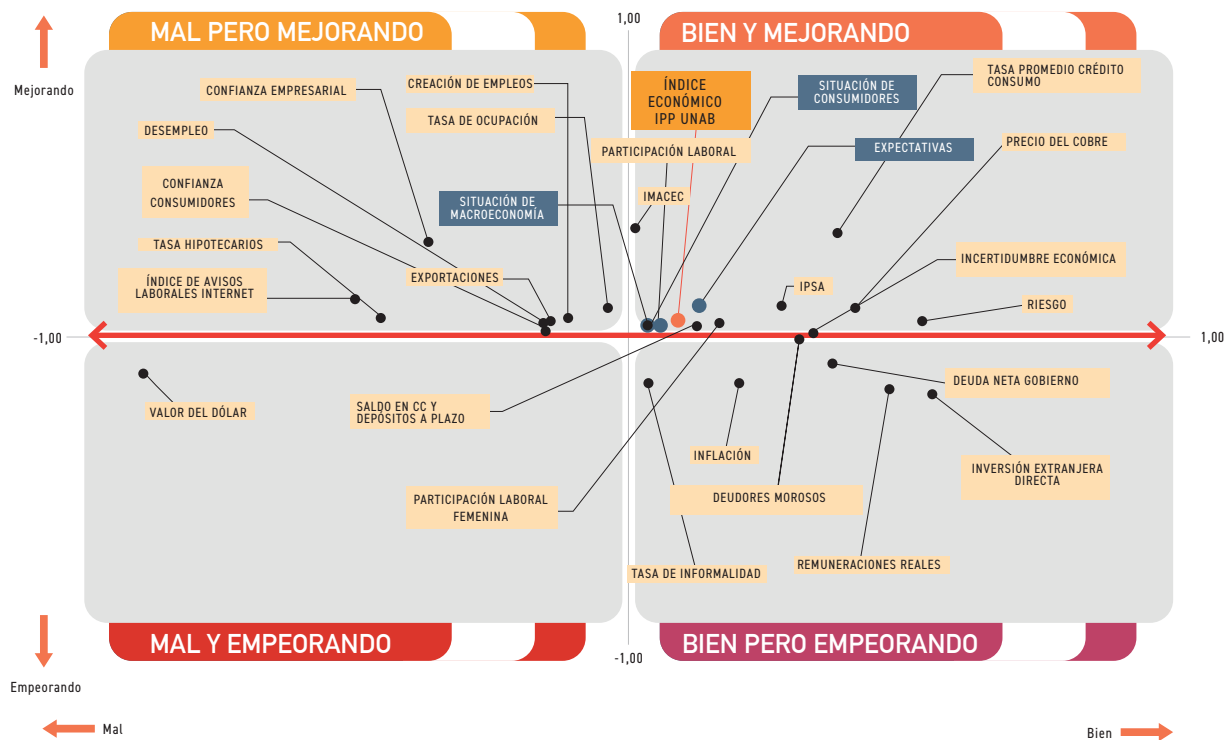 MAL PERO MEJORANDO
1,00
BIEN Y MEJORANDO
Mejorando
CONFIANZA EMPRESARIAL
CREACIÓN DE EMPLEOS
TASA DE OCUPACIÓN
DESEMPLEO
CONFIANZA
CONSUMIDORES
TASA HIPOTECARIOS
ÍNDICE DE AVISOS
LABORALES INTERNET
SITUACIÓN DE
MACROECONOMÍA
EXPORTACIONES
ÍNDICE
ECONÓMICO
IPP UNAB
PARTICIPACIÓN LABORAL
IMACEC
SITUACIÓN DE
CONSUMIDORES
EXPECTATIVAS
TASA PROMEDIO CRÉDITO
CONSUMO
PRECIO DEL COBRE
INCERTIDUMBRE ECONÓMICA
IPSA
RIESGO
-1,00
1,00
VALOR DEL DÓLAR
SALDO EN CC Y
DEPÓSITOS A PLAZO
PARTICIPACIÓN LABORAL
FEMENINA
DEUDA NETA GOBIERNO
INFLACIÓN
INVERSIÓN EXTRANJERA
DIRECTA
DEUDORES MOROSOS
REMUNERACIONES REALES
TASA DE INFORMALIDAD
MAL Y EMPEORANDO
-1,00
BIEN PERO EMPEORANDO
Empeorando
Mal
Bien